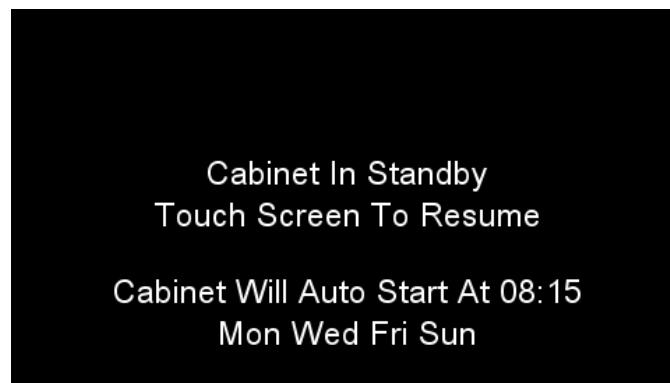 Cabinet In Standby
Touch Screen To Resume
Cabinet Will Auto Start At 08:15
Mon Wed Fri Sun